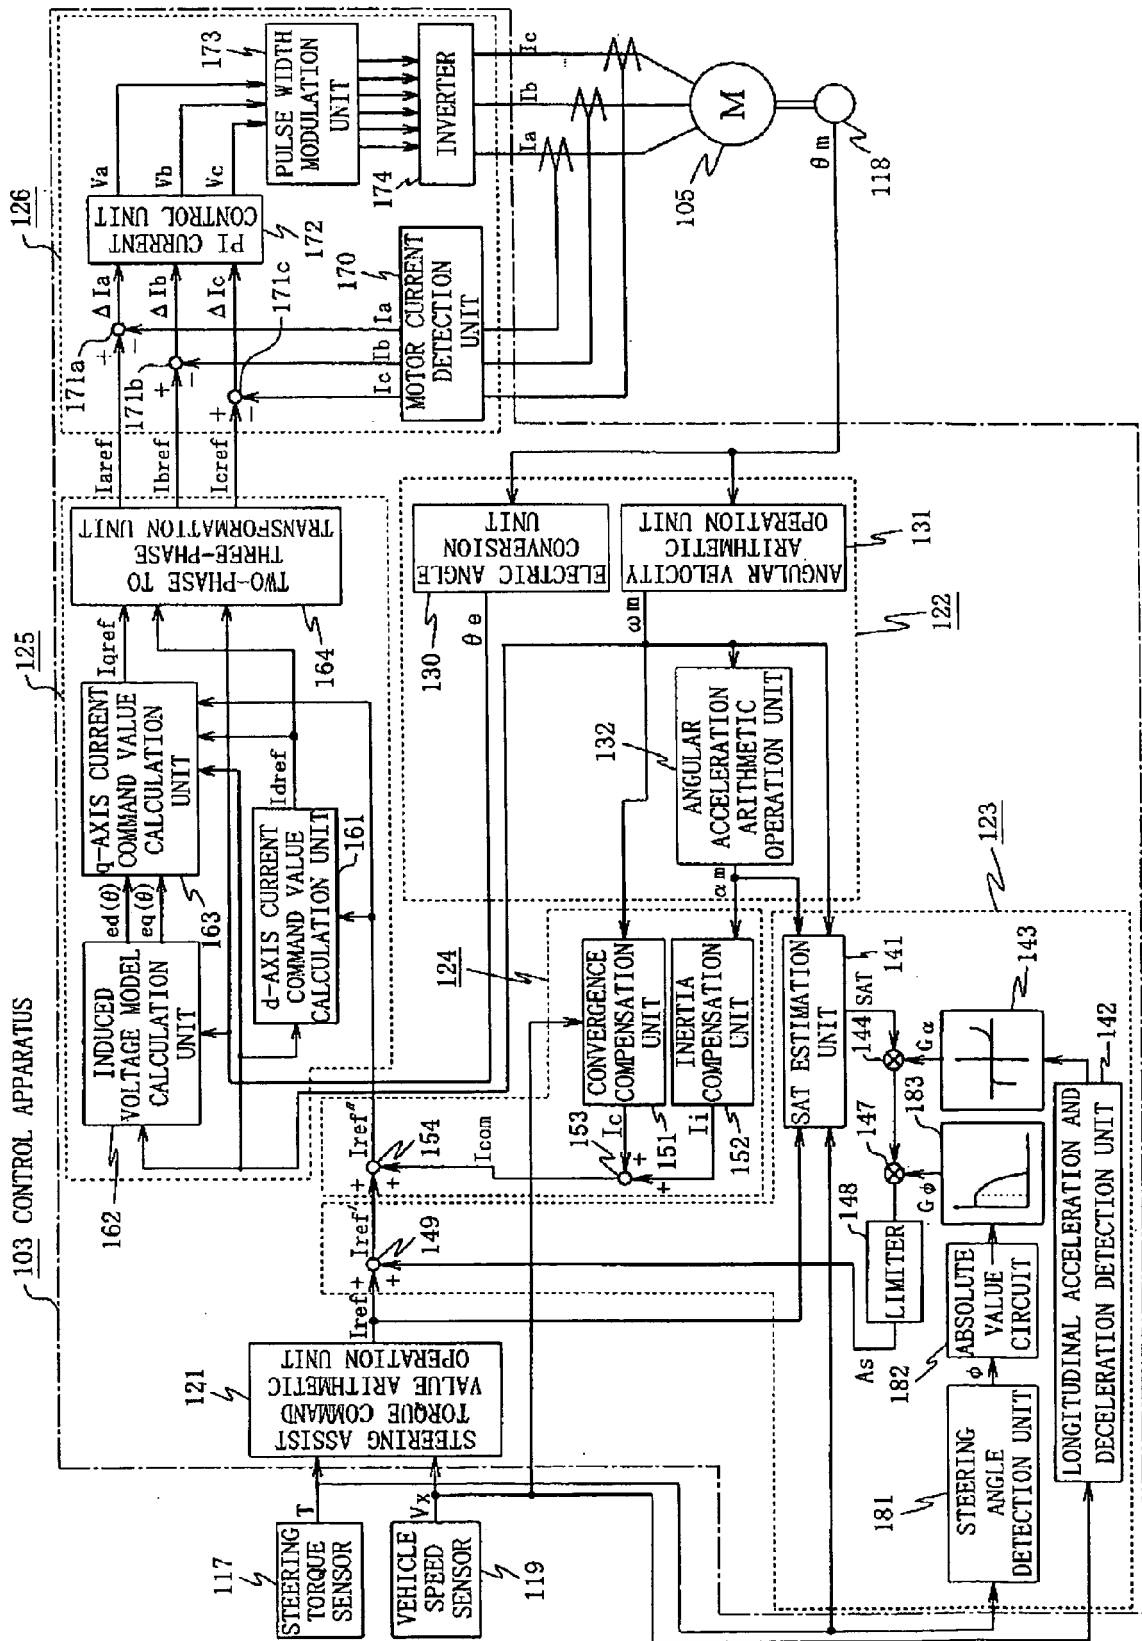 103 CONTROL APPARATUS
117
STEERING
TORQUE
SENSOR
T
VEHICLE
SPEED
SENSOR
119
Vx
121
STEERING ASSIST
TORQUE COMMAND
VALUE ARITHMETIC
OPERATION UNIT
Iref
+
+
149
Iref'
+
+
154
Iref"
Icom
125
162
INDUCED
VOLTAGE MODEL
CALCULATION
UNIT
ed(θ)
eq(θ)
163
q-AXIS CURRENT
COMMAND VALUE
CALCULATION
UNIT
Iqref
d-AXIS CURRENT
COMMAND VALUE
CALCULATION UNIT
161
Idref
164
TWO-PHASE TO
THREE-PHASE
TRANSFORMATION UNIT
Iaref
Ibref
Icref
126
171a
+
−
171b
+
−
171c
+
−
ΔIa
ΔIb
ΔIc
PI CURRENT
CONTROL UNIT
172
Va
Vb
Vc
173
PULSE WIDTH
MODULATION
UNIT
174
INVERTER
Ia
Ib
Ic
170
MOTOR CURRENT
DETECTION
UNIT
Ia
Ib
Ic
105
M
118
θm
122
130
ELECTRIC ANGLE
CONVERSION
UNIT
θe
131
ANGULAR VELOCITY
ARITHMETIC
OPERATION UNIT
ωm
132
ANGULAR
ACCELERATION
ARITHMETIC
OPERATION UNIT
αm
124
CONVERGENCE
COMPENSATION
UNIT
151
Ic
INERTIA
COMPENSATION
UNIT
152
Ii
153
+
+
123
SAT ESTIMATION
UNIT
141
SAT
144
Gα
143
147
Gφ
183
148
LIMITER
As
181
STEERING
ANGLE
DETECTION UNIT
φ
182
ABSOLUTE
VALUE
CIRCUIT
LONGITUDINAL ACCELERATION AND
DECELERATION DETECTION UNIT
142